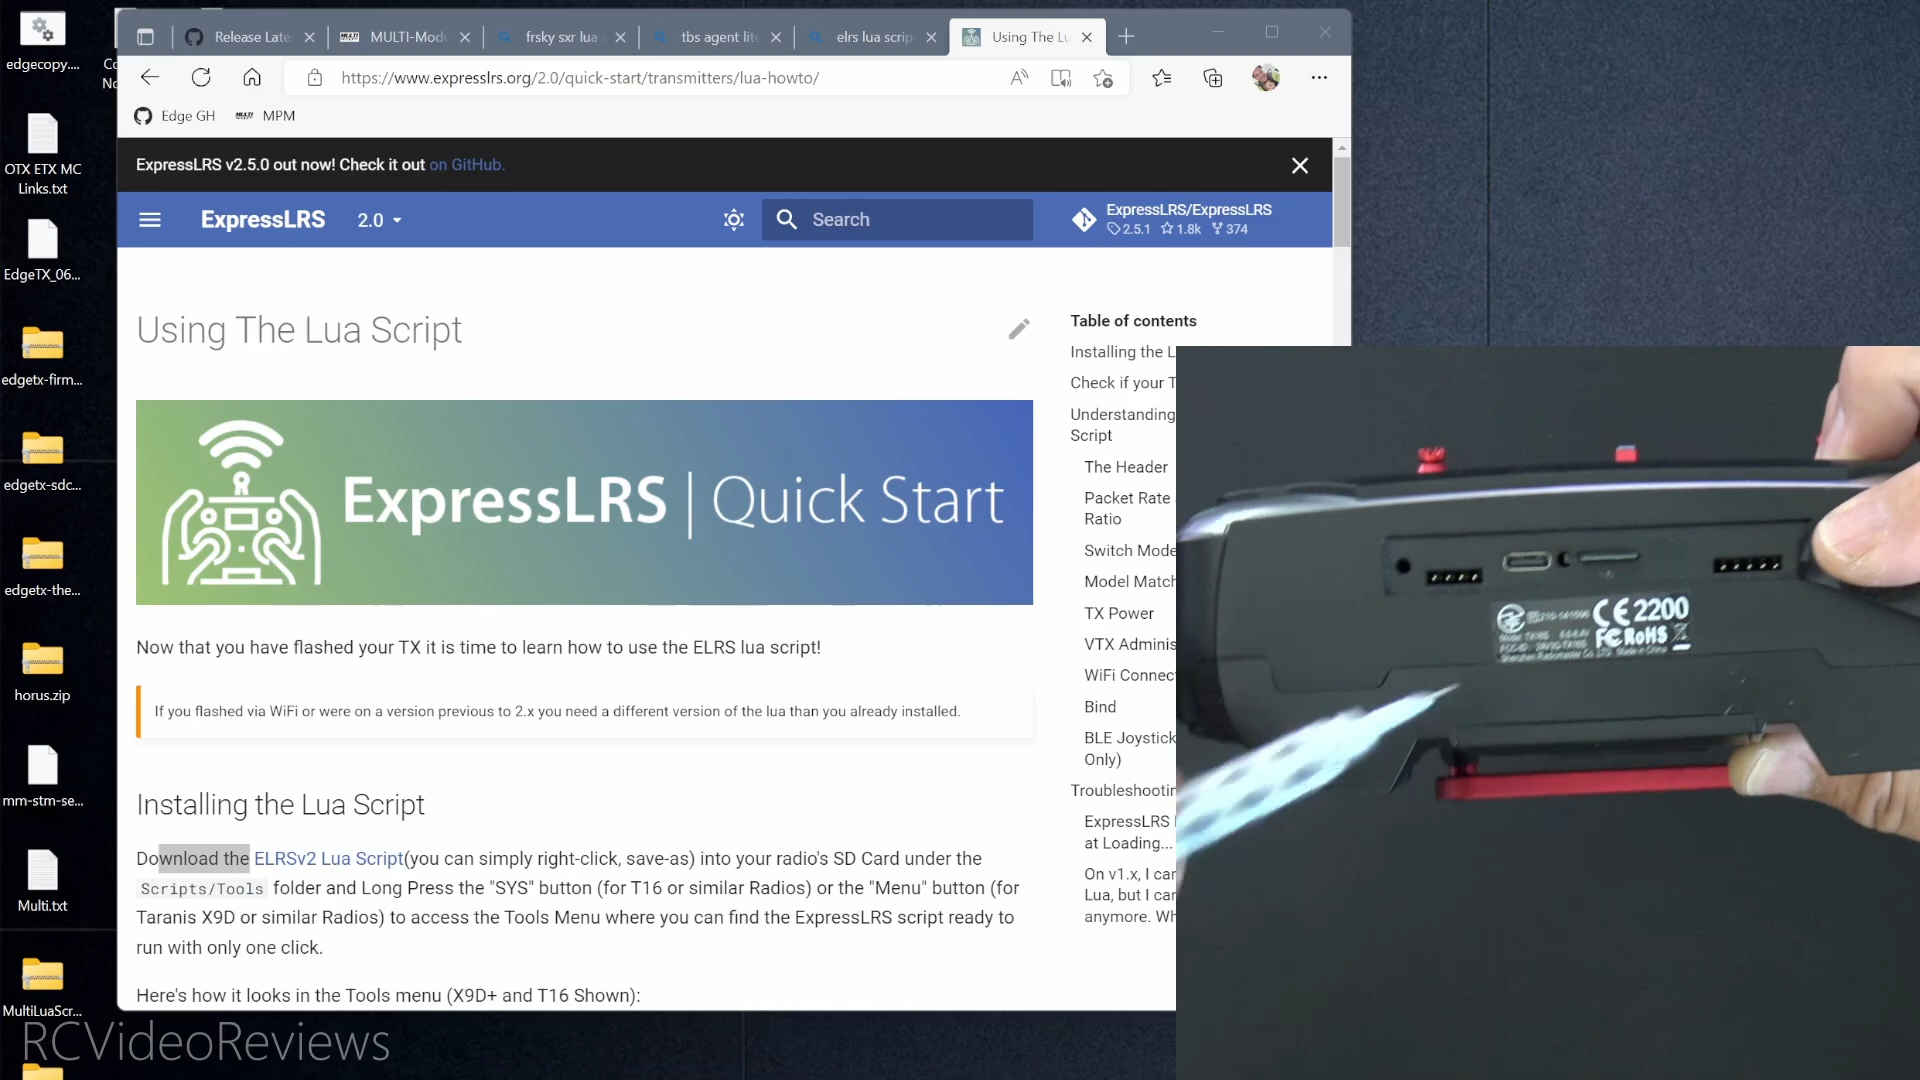 edgecopy....
OTX ETX MC
Links.txt
EdgeTX_06...
edgetx-firm...
edgetx-sdc...
edgetx-the...
horus.zip
mm-stm-se...
Multi.txt
MultiLuaScr...
Release Late
MULTI-Modu
frsky sxr lua
tbs agent lite
elrs lua script
Using The Lu
https://www.expresslrs.org/2.0/quick-start/transmitters/lua-howto/
Edge GH
MPM
ExpressLRS v2.5.0 out now! Check it out on GitHub.
ExpressLRS
2.0
Search
ExpressLRS/ExpressLRS
2.5.1 1.8k 374
Using The Lua Script
ExpressLRS | Quick Start
Now that you have flashed your TX it is time to learn how to use the ELRS lua script!
If you flashed via WiFi or were on a version previous to 2.x you need a different version of the lua than you already installed.
Installing the Lua Script
Download the ELRSv2 Lua Script(you can simply right-click, save-as) into your radio's SD Card under the
Scripts/Tools folder and Long Press the "SYS" button (for T16 or similar Radios) or the "Menu" button (for
Taranis X9D or similar Radios) to access the Tools Menu where you can find the ExpressLRS script ready to
run with only one click.
Here's how it looks in the Tools menu (X9D+ and T16 Shown):
Table of contents
Installing the L
Check if your T
Understanding
Script
The Header
Packet Rate
Ratio
Switch Mode
Model Match
TX Power
VTX Adminis
WiFi Connec
Bind
BLE Joystick
Only)
Troubleshootin
ExpressLRS
at Loading...
On v1.x, I can
Lua, but I can
anymore. Wh
CE2200
FC RoHS
RCVideoReviews